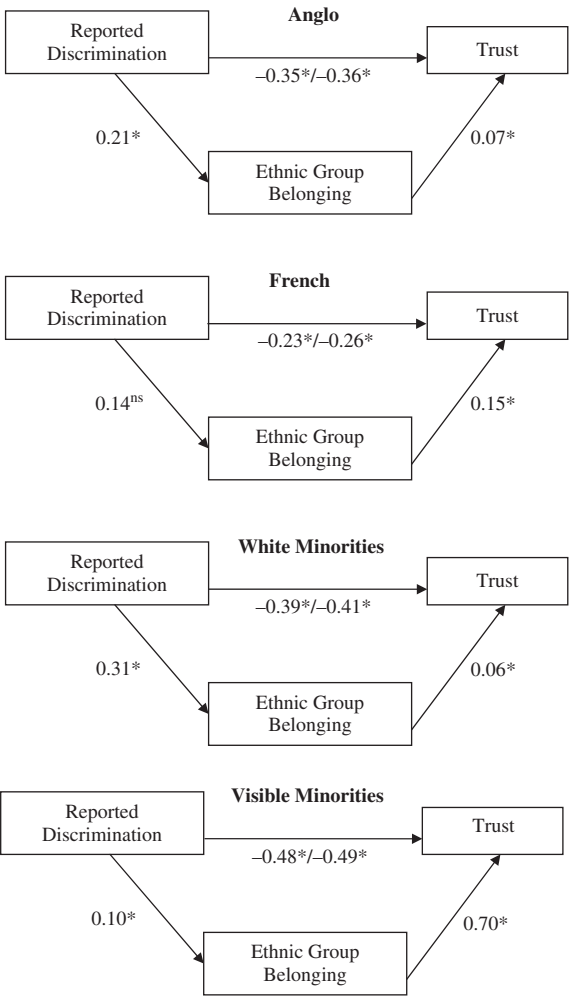 Anglo
Reported
Discrimination
Trust
–0.35*/–0.36*
0.21*
0.07*
Ethnic Group
Belonging
French
Reported
Discrimination
Trust
–0.23*/–0.26*
0.14ns
0.15*
Ethnic Group
Belonging
White Minorities
Reported
Discrimination
Trust
–0.39*/–0.41*
0.31*
0.06*
Ethnic Group
Belonging
Visible Minorities
Reported
Discrimination
Trust
–0.48*/–0.49*
0.10*
0.70*
Ethnic Group
Belonging